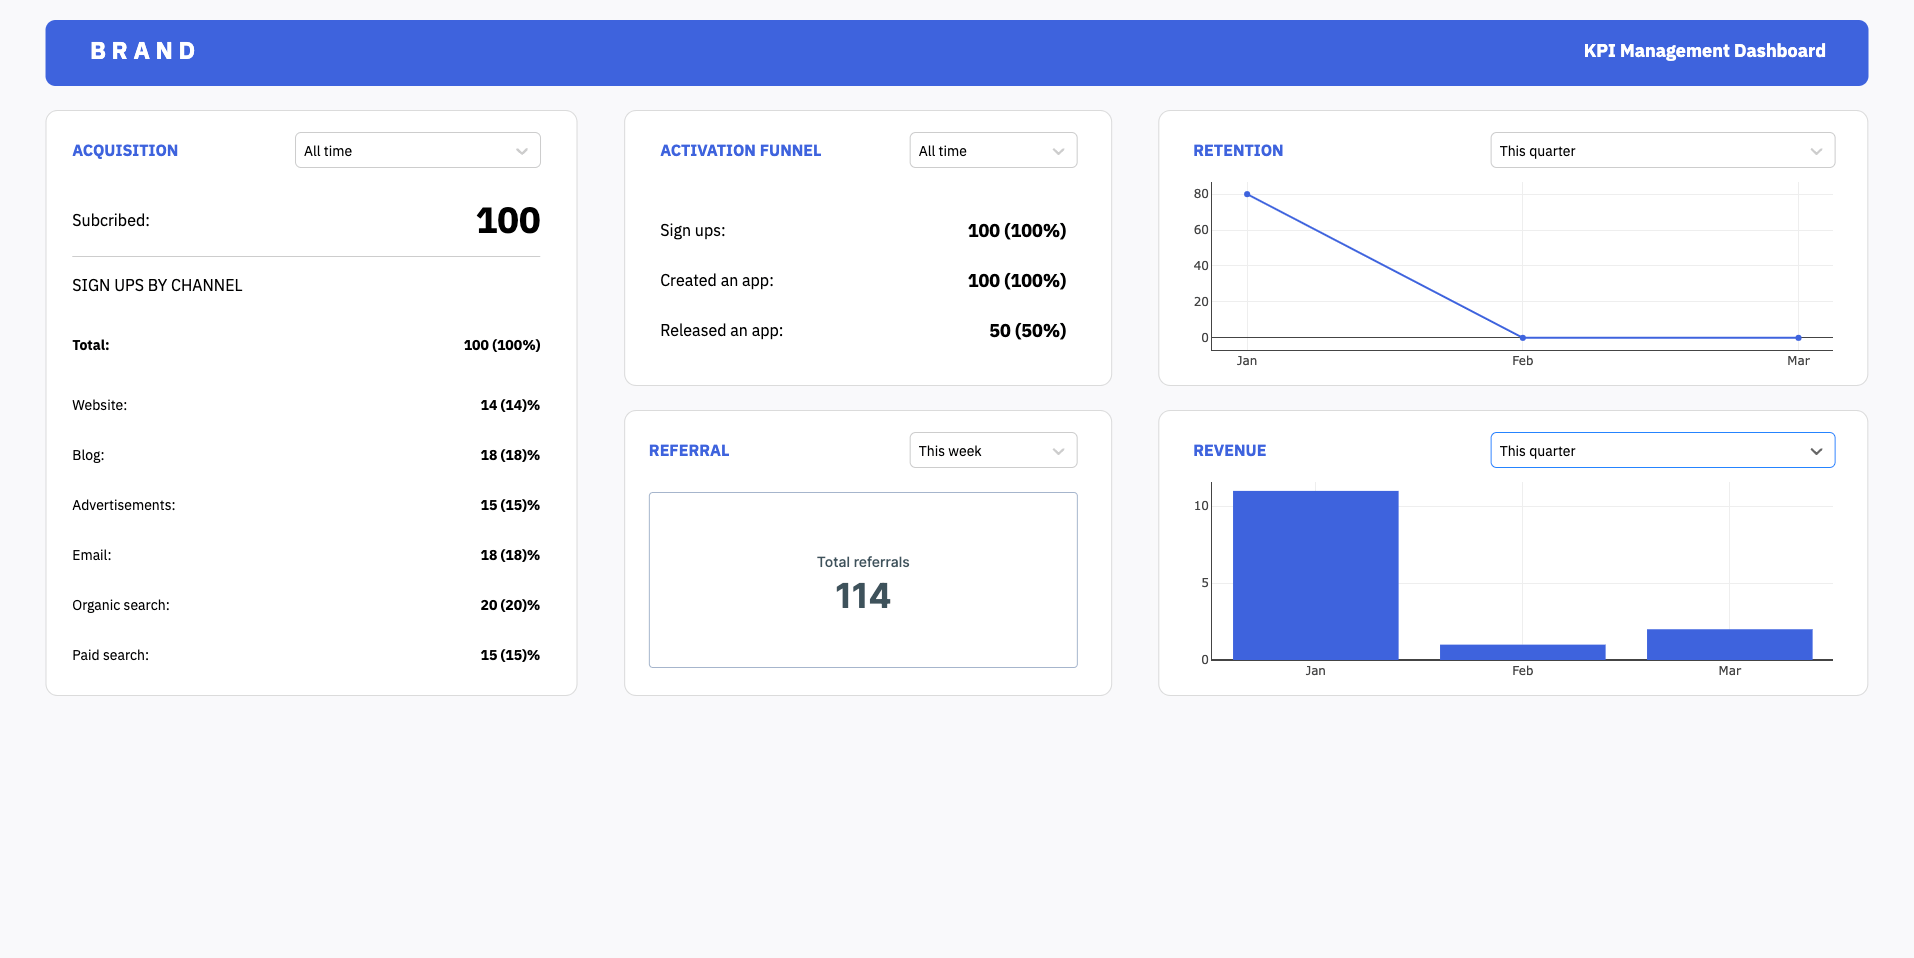 BRAND
KPI Management Dashboard
ACQUISITION
All time
Subcribed:
100
SIGN UPS BY CHANNEL
Total:
100 (100%)
Website:
14 (14)%
Blog:
18 (18)%
Advertisements:
15 (15)%
Email:
18 (18)%
Organic search:
20 (20)%
Paid search:
15 (15)%
ACTIVATION FUNNEL
All time
Sign ups:
100 (100%)
Created an app:
100 (100%)
Released an app:
50 (50%)
REFERRAL
This week
Total referrals
114
RETENTION
This quarter
80
60
40
20
0
Jan
Feb
Mar
REVENUE
This quarter
10
5
0
Jan
Feb
Mar